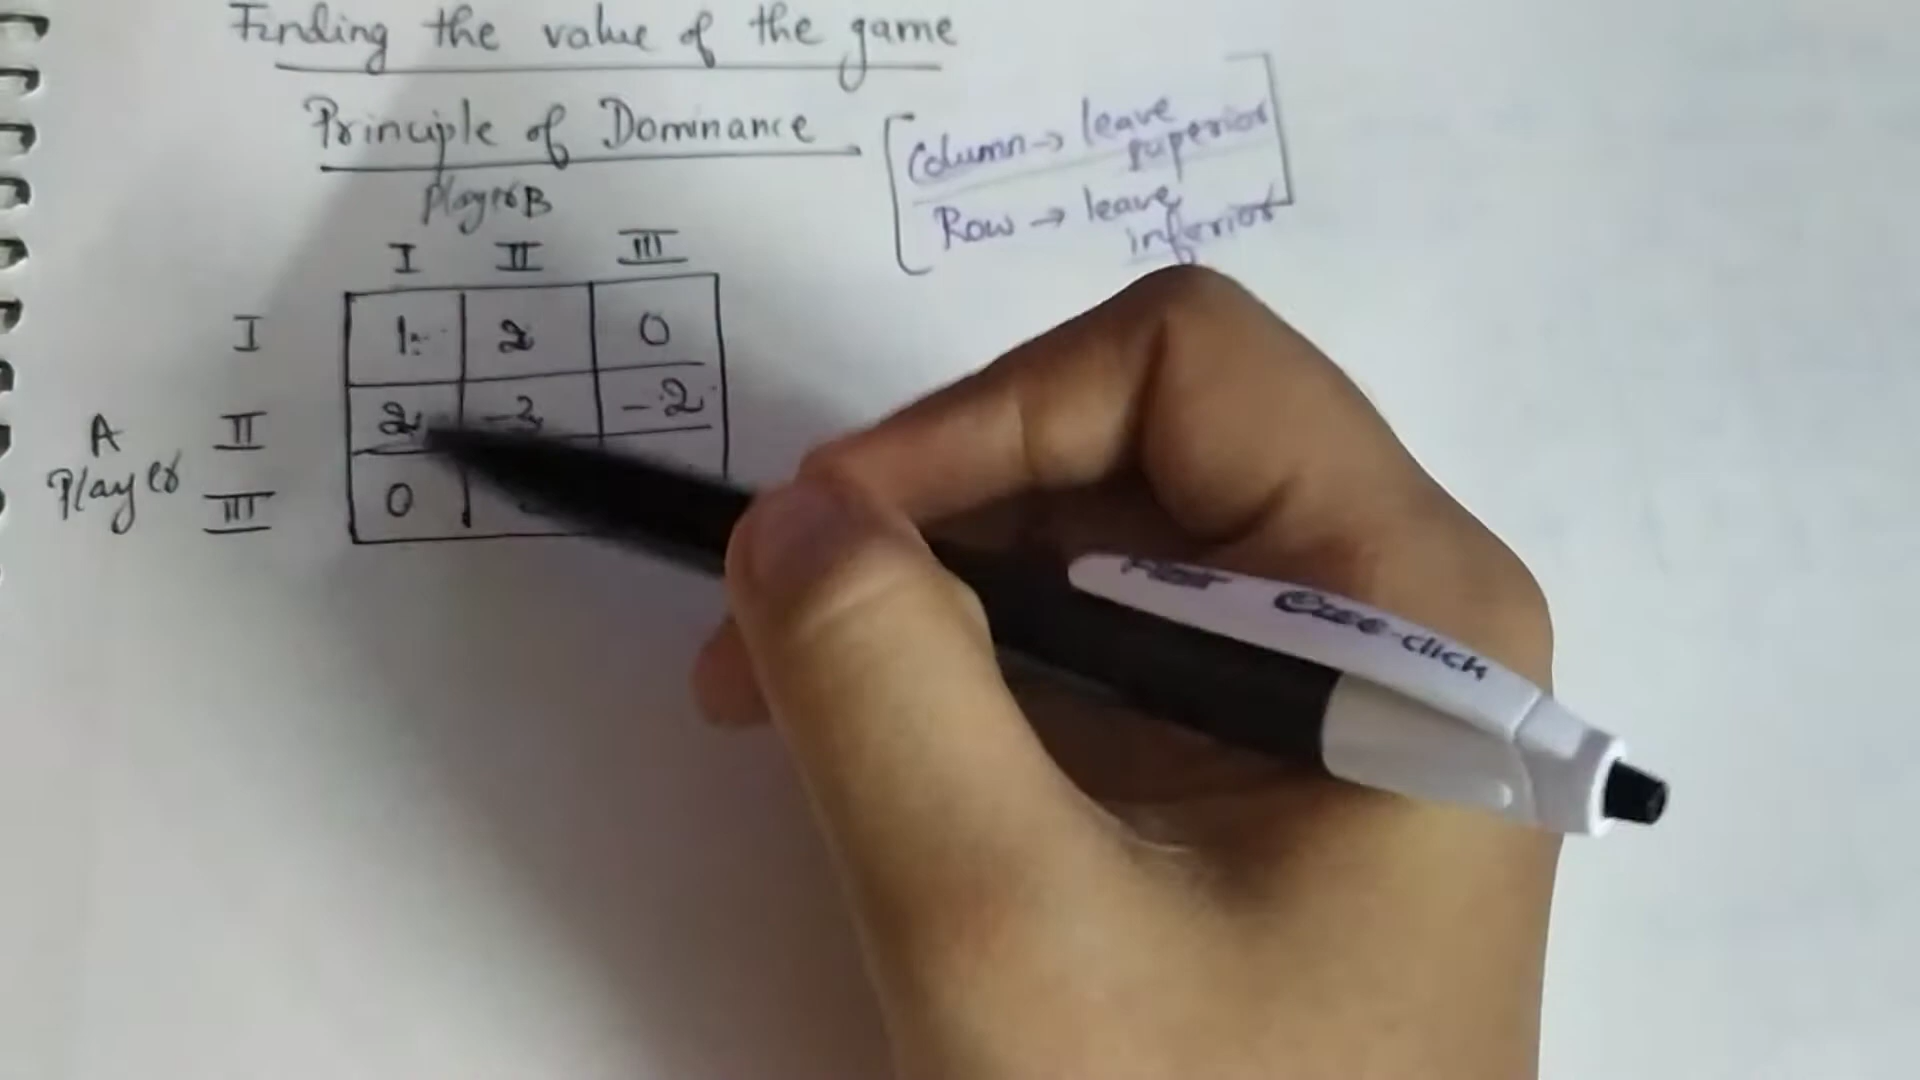 Finding the value of the game
Principle of Dominance
Column → leave superior
Row → leave inferior
Player B
I II III
I 1 2 0
II 2 -2 -2
III 0
A
Player
click